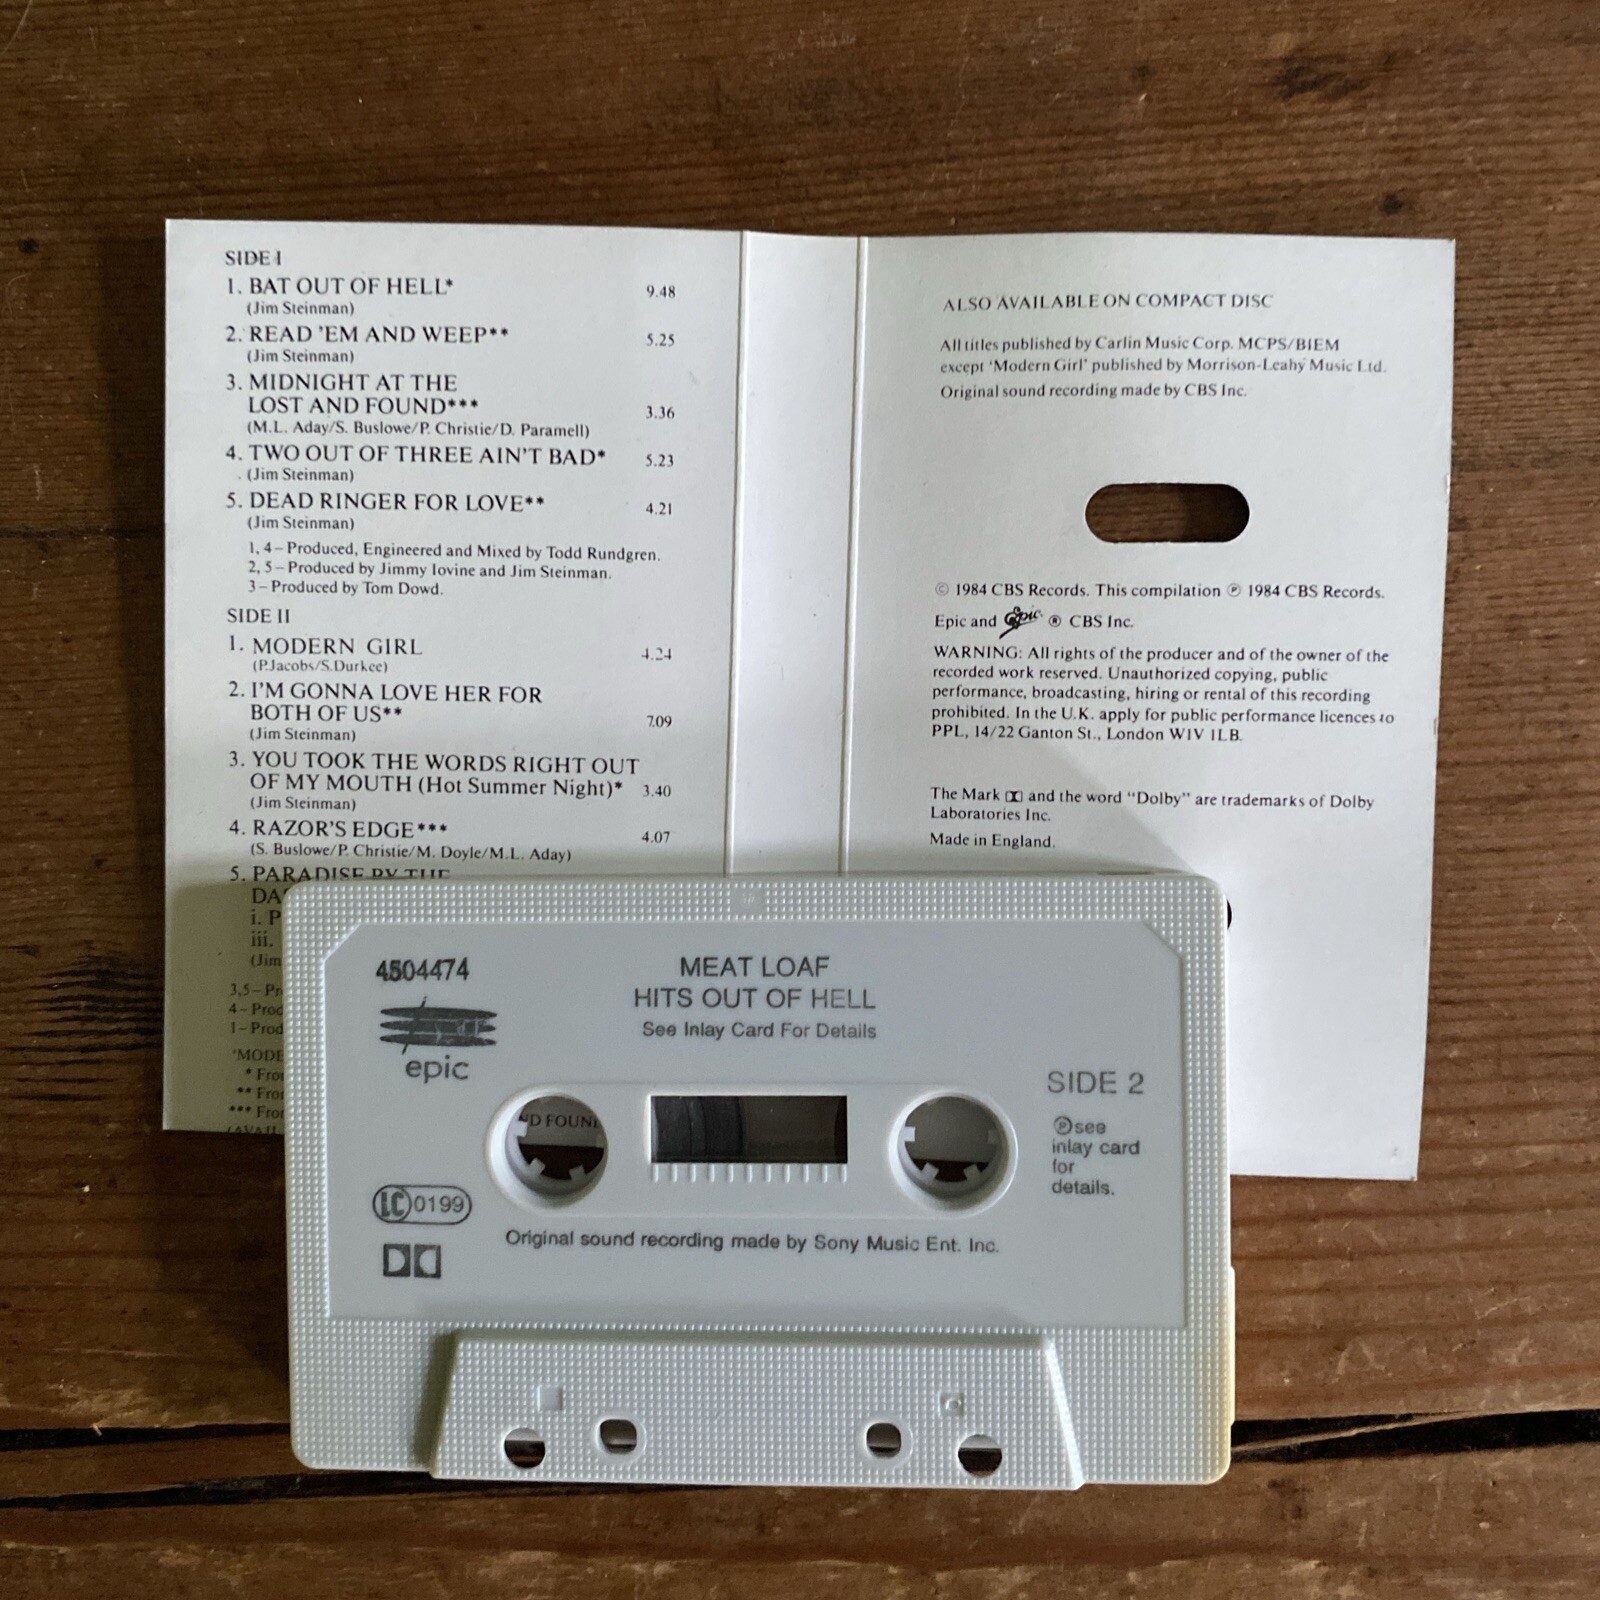 SIDE I
1. BAT OUT OF HELL* 9.48
(Jim Steinman)
2. READ 'EM AND WEEP** 5.25
(Jim Steinman)
3. MIDNIGHT AT THE
LOST AND FOUND*** 3.36
(M.L. Aday/S. Buslowe/P. Christie/D. Paramell)
4. TWO OUT OF THREE AIN'T BAD* 5.23
(Jim Steinman)
5. DEAD RINGER FOR LOVE** 4.21
(Jim Steinman)
1, 4 – Produced, Engineered and Mixed by Todd Rundgren.
2, 5 – Produced by Jimmy Iovine and Jim Steinman.
3 – Produced by Tom Dowd.
SIDE II
1. MODERN GIRL 4.24
(P.Jacobs/S.Durkee)
2. I'M GONNA LOVE HER FOR
BOTH OF US** 7.09
(Jim Steinman)
3. YOU TOOK THE WORDS RIGHT OUT
OF MY MOUTH (Hot Summer Night)* 3.40
(Jim Steinman)
4. RAZOR'S EDGE*** 4.07
(S. Buslowe/P. Christie/M. Doyle/M.L. Aday)
5. PARADISE BY THE
i.
iii.
(Jim
3,5 –
4 –
1 –
*
**
***
ALSO AVAILABLE ON COMPACT DISC
All titles published by Carlin Music Corp. MCPS/BIEM
except 'Modern Girl' published by Morrison-Leahy Music Ltd.
Original sound recording made by CBS Inc.
© 1984 CBS Records. This compilation ℗ 1984 CBS Records.
Epic and Epic ® CBS Inc.
WARNING: All rights of the producer and of the owner of the
recorded work reserved. Unauthorized copying, public
performance, broadcasting, hiring or rental of this recording
prohibited. In the U.K. apply for public performance licences to
PPL, 14/22 Ganton St., London W1V 1LB.
The Mark and the word "Dolby" are trademarks of Dolby
Laboratories Inc.
Made in England.
4504474
MEAT LOAF
HITS OUT OF HELL
See Inlay Card For Details
epic
SIDE 2
℗ see
inlay card
for
details.
LC 0199
Original sound recording made by Sony Music Ent. Inc.